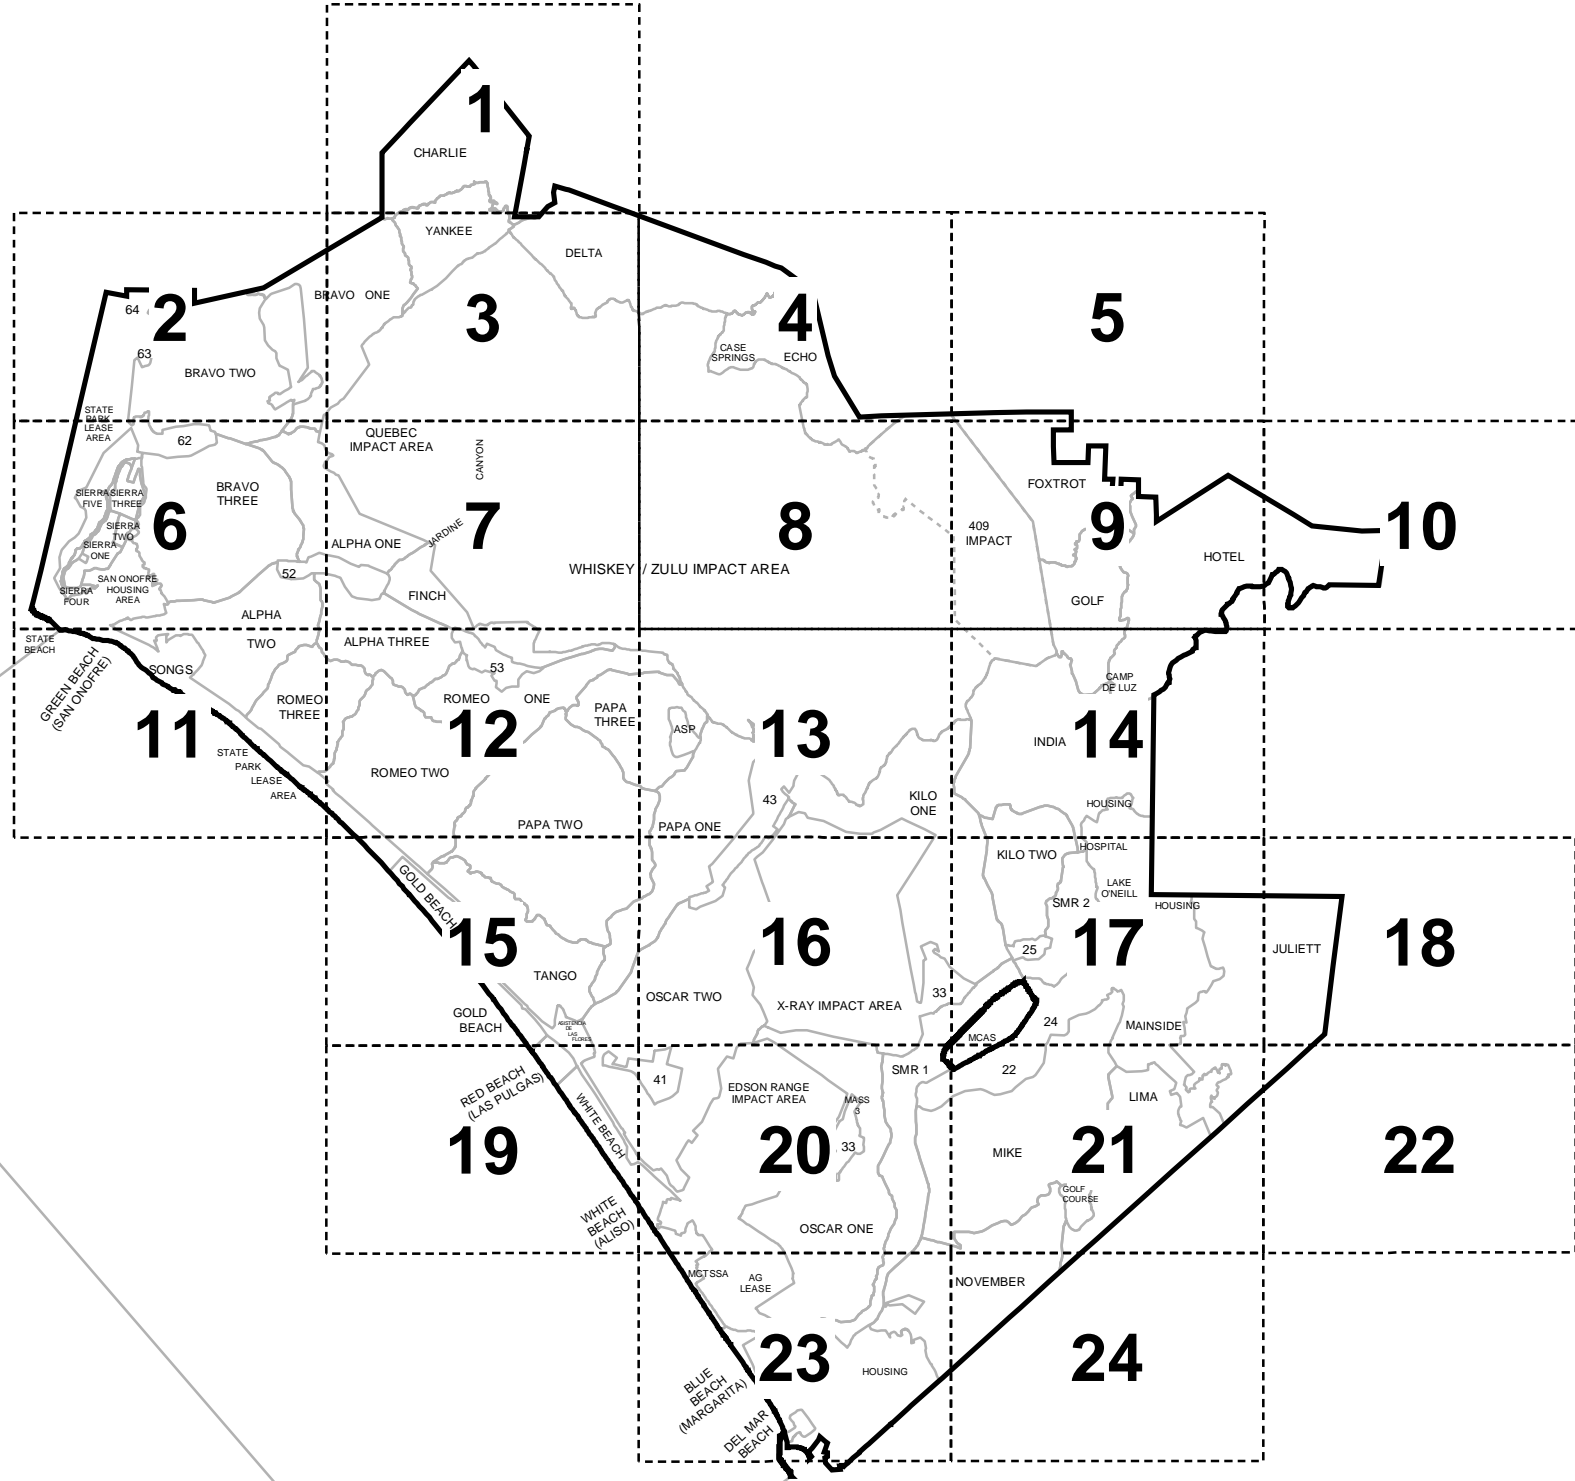 1
CHARLIE
YANKEE
DELTA
BRAVO ONE
64
2
3
4
5
63
CASE
SPRINGS
ECHO
BRAVO TWO
STATE
PARK
LEASE
AREA
62
QUEBEC
IMPACT AREA
CANYON
BRAVO
THREE
FOXTROT
SIERRA
FIVE
SIERRA
THREE
SIERRA
TWO
SIERRA
ONE
6
7
8
409
IMPACT
9
10
JARDINE
ALPHA ONE
HOTEL
WHISKEY / ZULU IMPACT AREA
52
SAN ONOFRE
HOUSING
AREA
SIERRA
FOUR
FINCH
GOLF
ALPHA
TWO
STATE
BEACH
ALPHA THREE
GREEN BEACH
(SAN ONOFRE)
SONGS
53
CAMP
DE LUZ
ROMEO
THREE
ROMEO ONE
PAPA
THREE
ASP
11
12
13
14
INDIA
STATE
PARK
LEASE
AREA
ROMEO TWO
43
KILO
ONE
HOUSING
PAPA TWO
PAPA ONE
HOSPITAL
KILO TWO
GOLD BEACH
LAKE
O'NEILL
SMR 2
HOUSING
15
16
17
18
25
JULIETT
TANGO
OSCAR TWO
33
X-RAY IMPACT AREA
GOLD
BEACH
ASISTENCIA
DE
LAS
FLORES
24
MAINSIDE
MCAS
RED BEACH
(LAS PULGAS)
41
SMR 1
22
EDSON RANGE
IMPACT AREA
MASS
3
LIMA
WHITE BEACH
19
20
33
21
22
MIKE
GOLF
COURSE
WHITE
BEACH
(ALISO)
OSCAR ONE
MCTSSA
AG
LEASE
NOVEMBER
23
24
HOUSING
BLUE
BEACH
(MARGARITA)
DEL MAR
BEACH